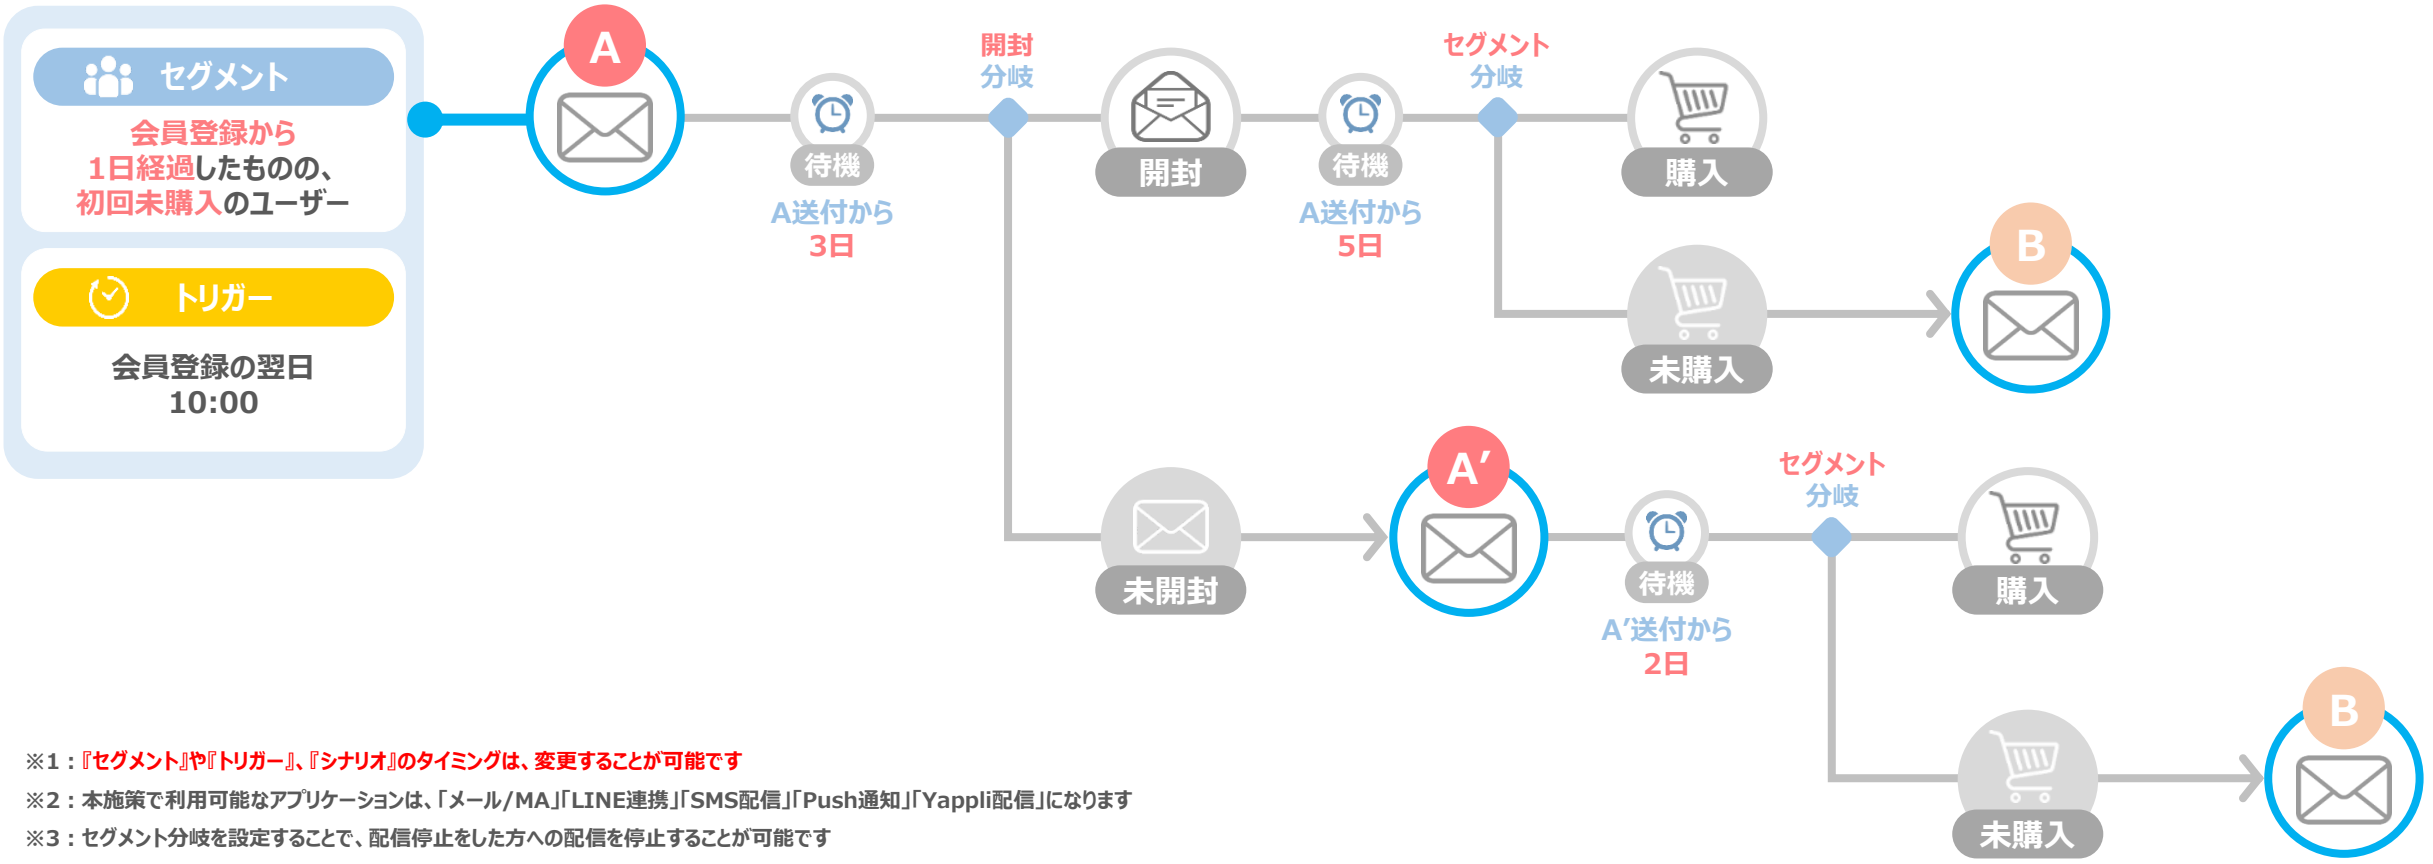 セグメント
会員登録から
1日経過したものの、
初回未購入のユーザー
トリガー
会員登録の翌日
10:00
A
待機
A送付から
3日
開封
分岐
開封
待機
A送付から
5日
セグメント
分岐
購入
未購入
B
未開封
A′
待機
A′送付から
2日
セグメント
分岐
購入
未購入
B
※1：『セグメント』や『トリガー』、『シナリオ』のタイミングは、変更することが可能です
※2：本施策で利用可能なアプリケーションは、「メール/MA」「LINE連携」「SMS配信」「Push通知」「Yappli配信」になります
※3：セグメント分岐を設定することで、配信停止をした方への配信を停止することが可能です